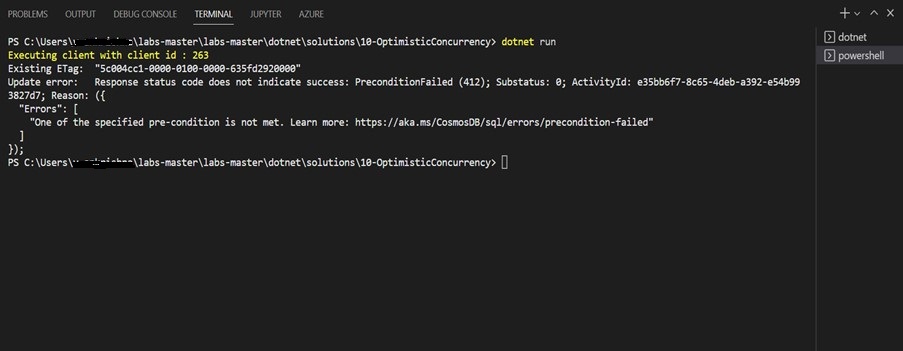 PROBLEMS OUTPUT DEBUG CONSOLE TERMINAL JUPYTER AZURE
dotnet
powershell
PS C:\Users\ \labs-master\labs-master\dotnet\solutions\10-OptimisticConcurrency> dotnet run
Executing client with client id : 263
Existing ETag:  "5c004cc1-0000-0100-0000-635fd2920000"
Update error:   Response status code does not indicate success: PreconditionFailed (412); Substatus: 0; ActivityId: e35bb6f7-8c65-4deb-a392-e54b99
3827d7; Reason: ({
  "Errors": [
    "One of the specified pre-condition is not met. Learn more: https://aka.ms/CosmosDB/sql/errors/precondition-failed"
  ]
});
PS C:\Users\ \labs-master\labs-master\dotnet\solutions\10-OptimisticConcurrency>